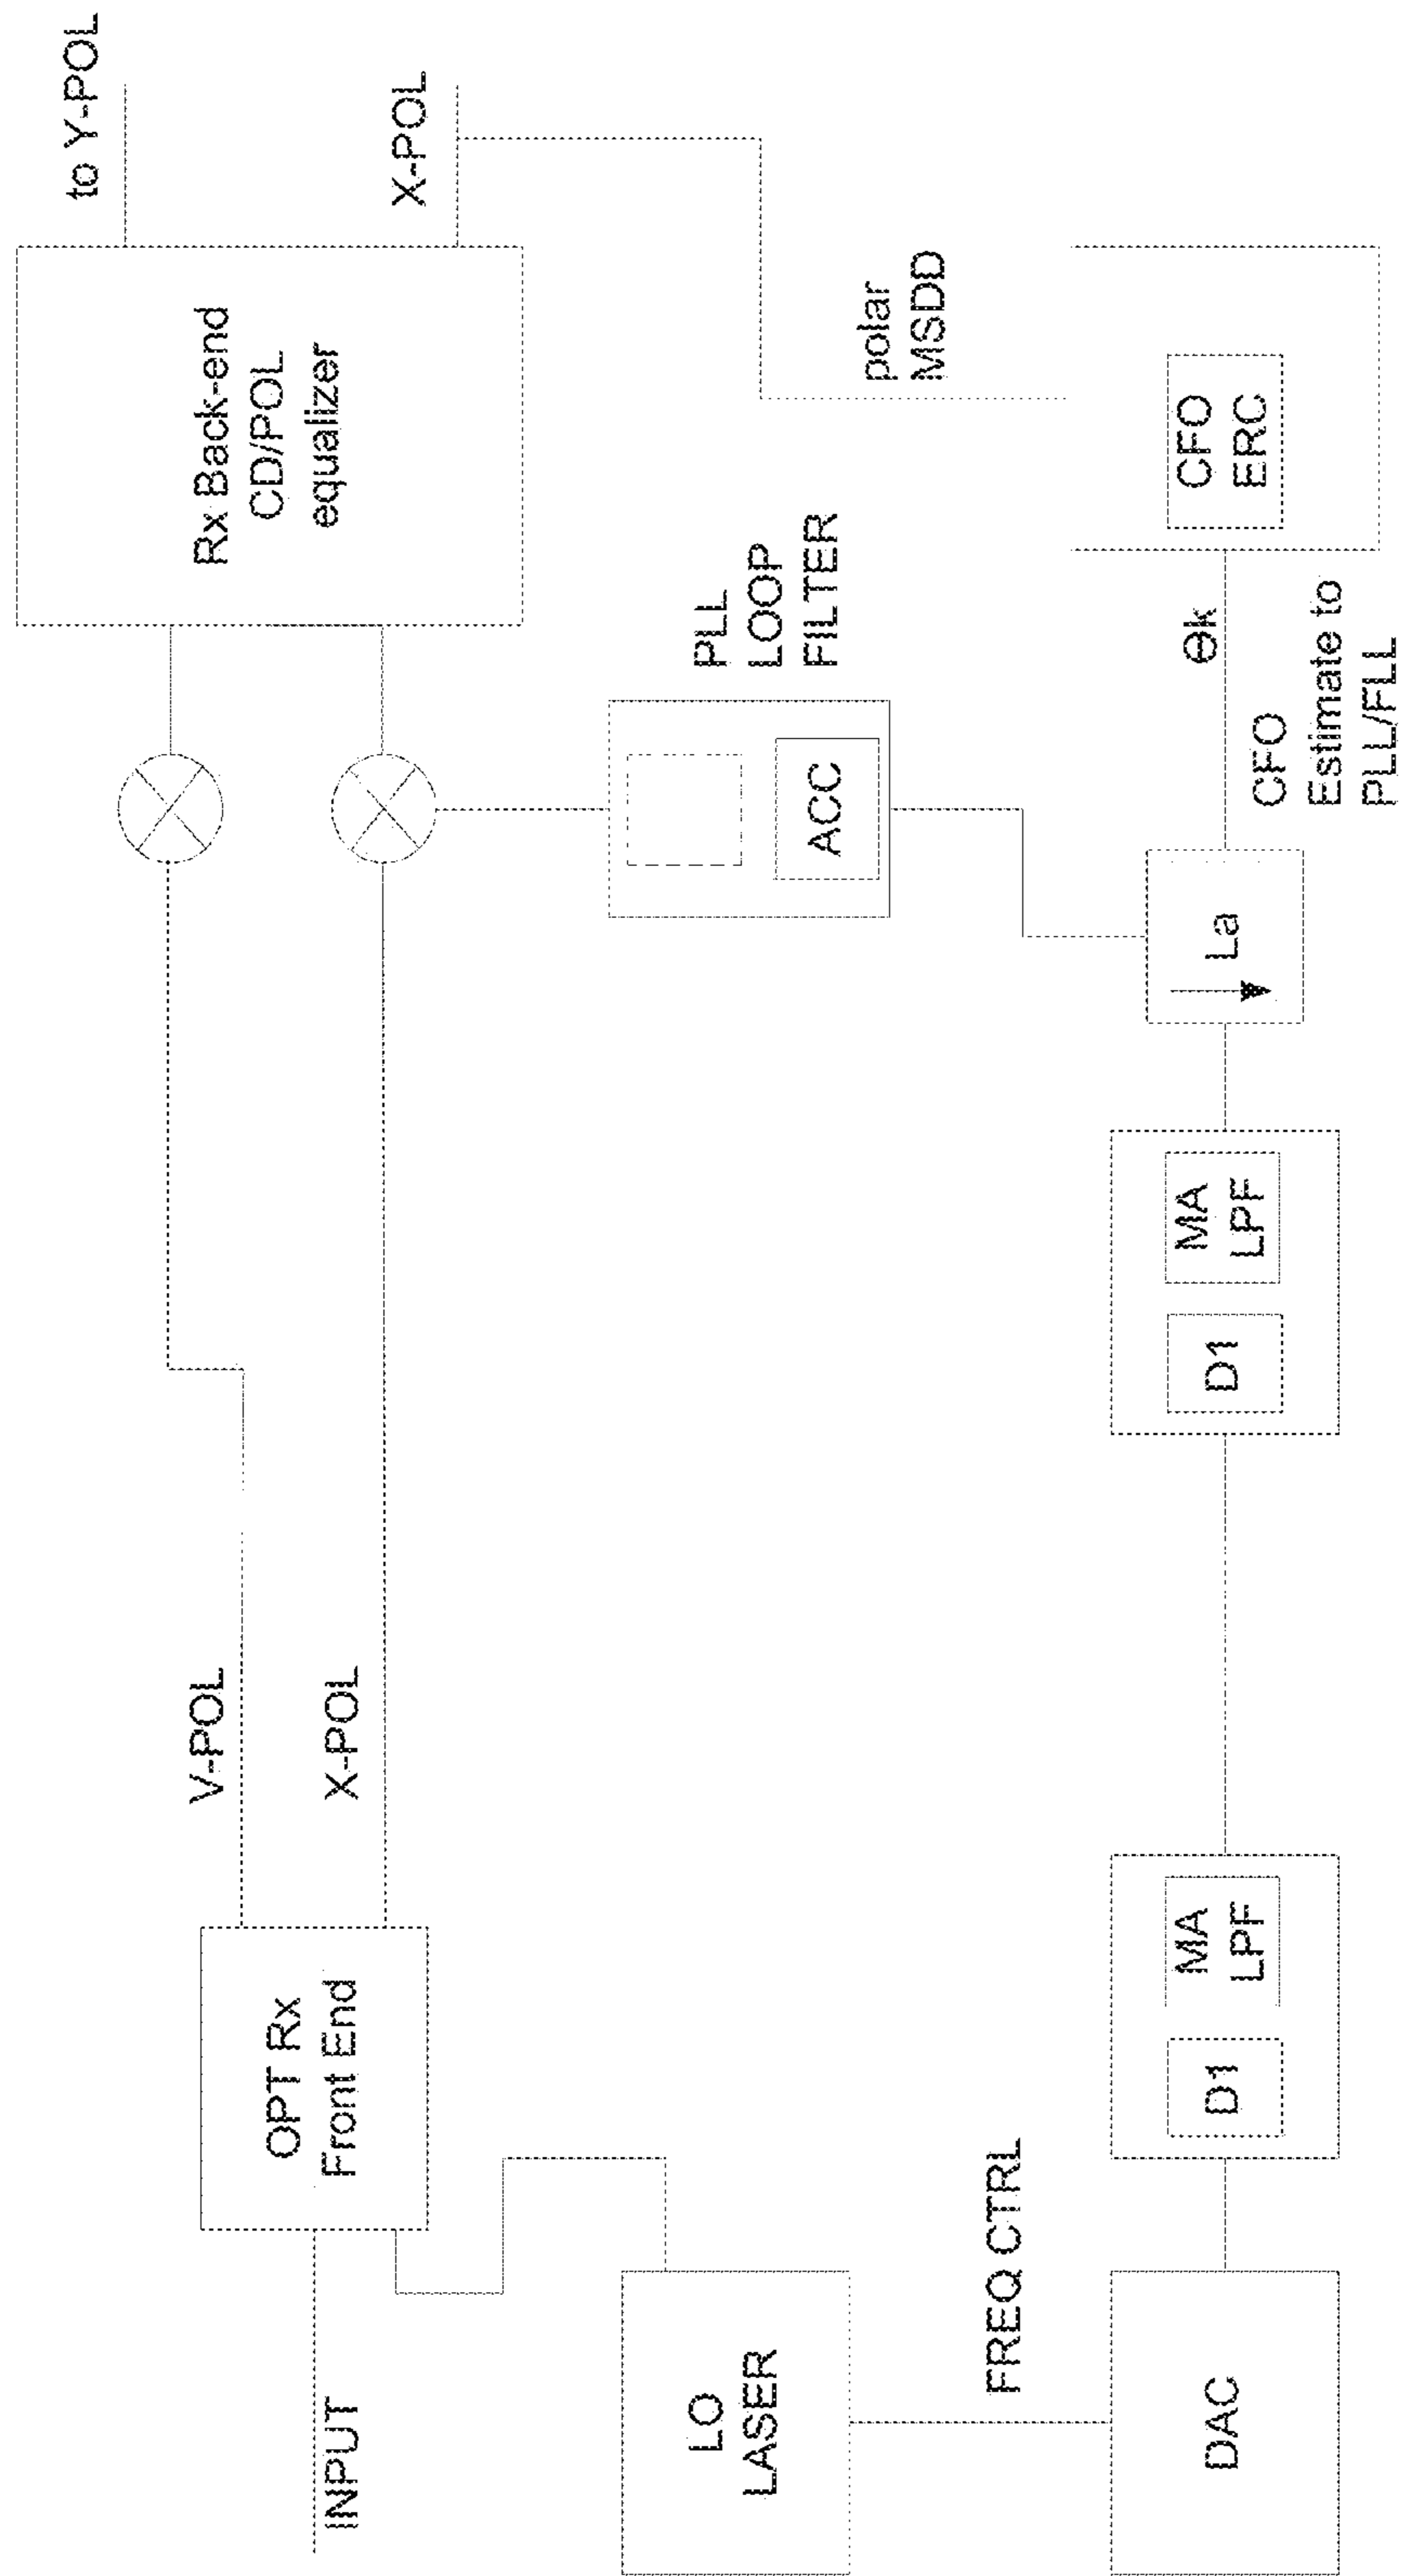 INPUT
OPT Rx
Front End
V-POL
X-POL
Rx Back-end
CD/POL
equalizer
to Y-POL
X-POL
LO
LASER
FREQ CTRL
PLL
LOOP
FILTER
ACC
polar
MSDD
DAC
D1
MA
LPF
D1
MA
LPF
La
Θk
CFO
ERC
CFO
Estimate to
PLL/FLL